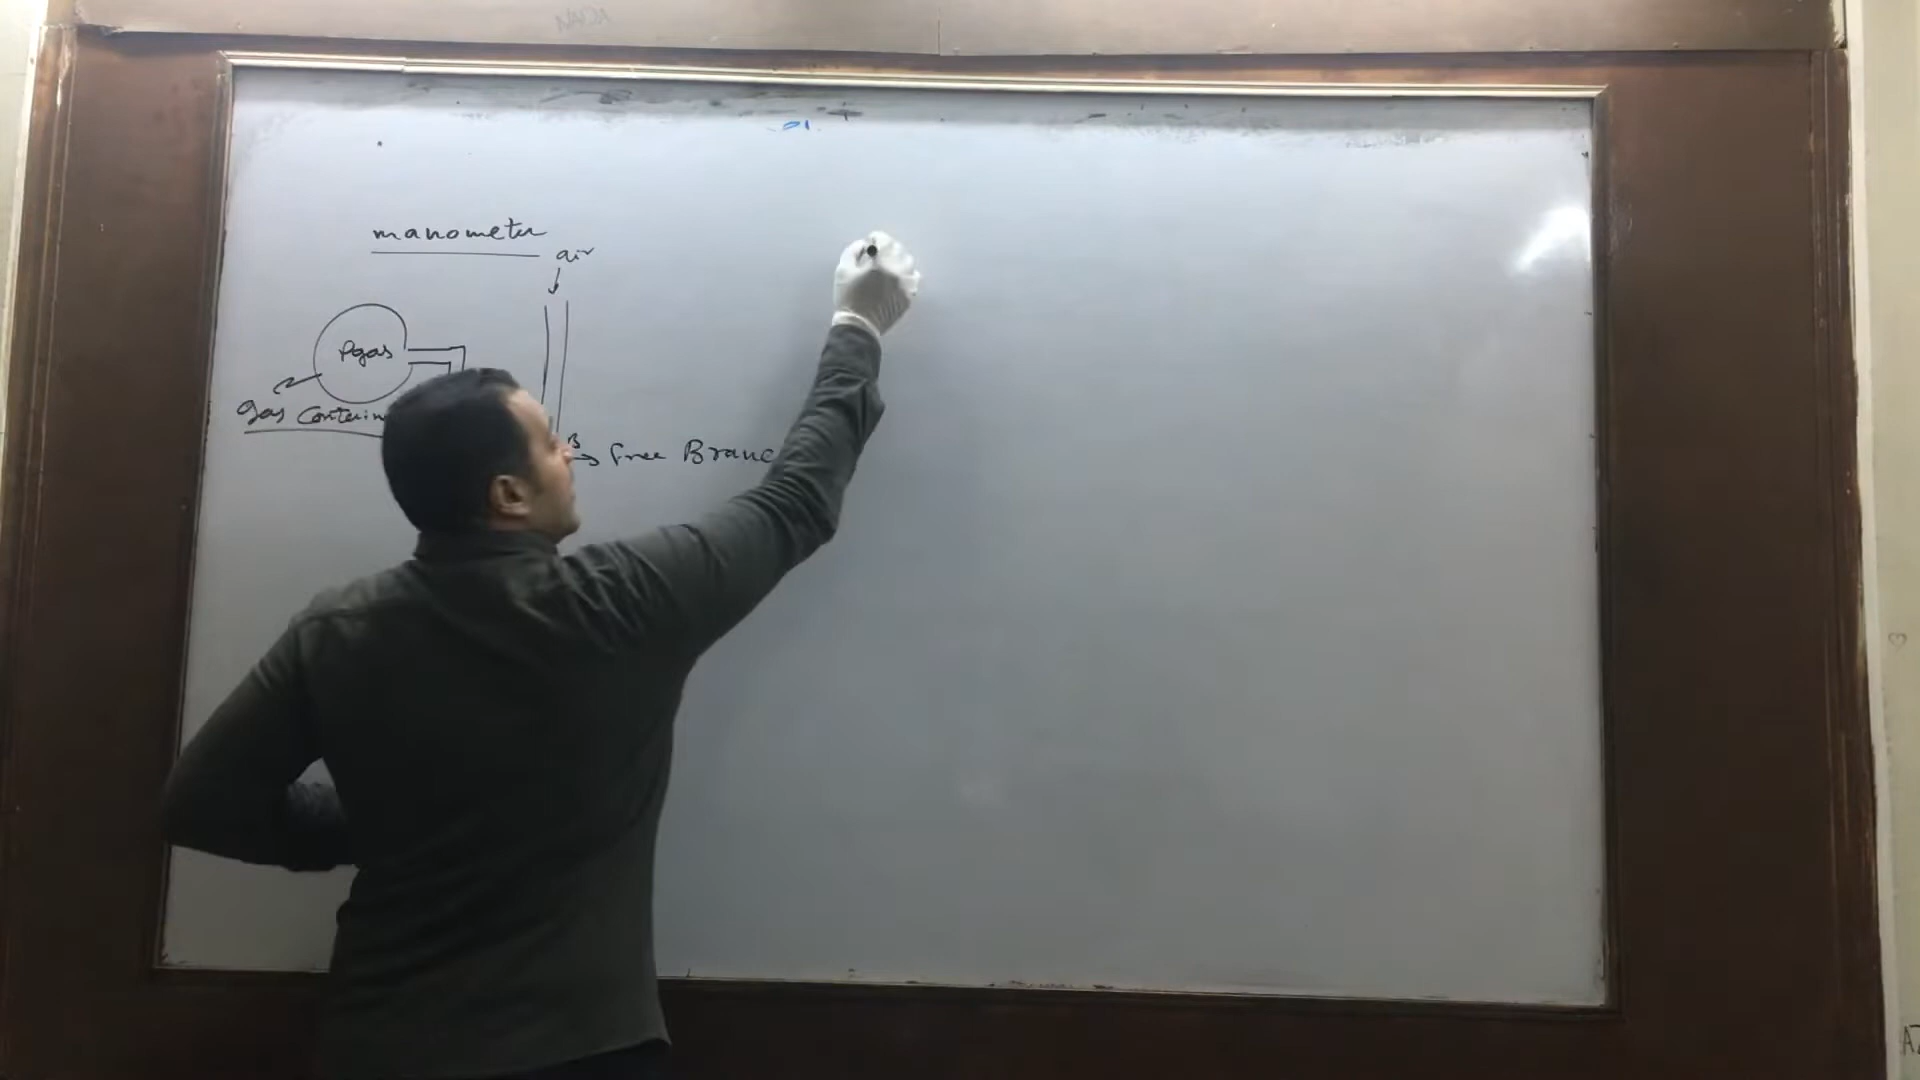 manometer
air
Pgas
gas Contain
B
Free Branc